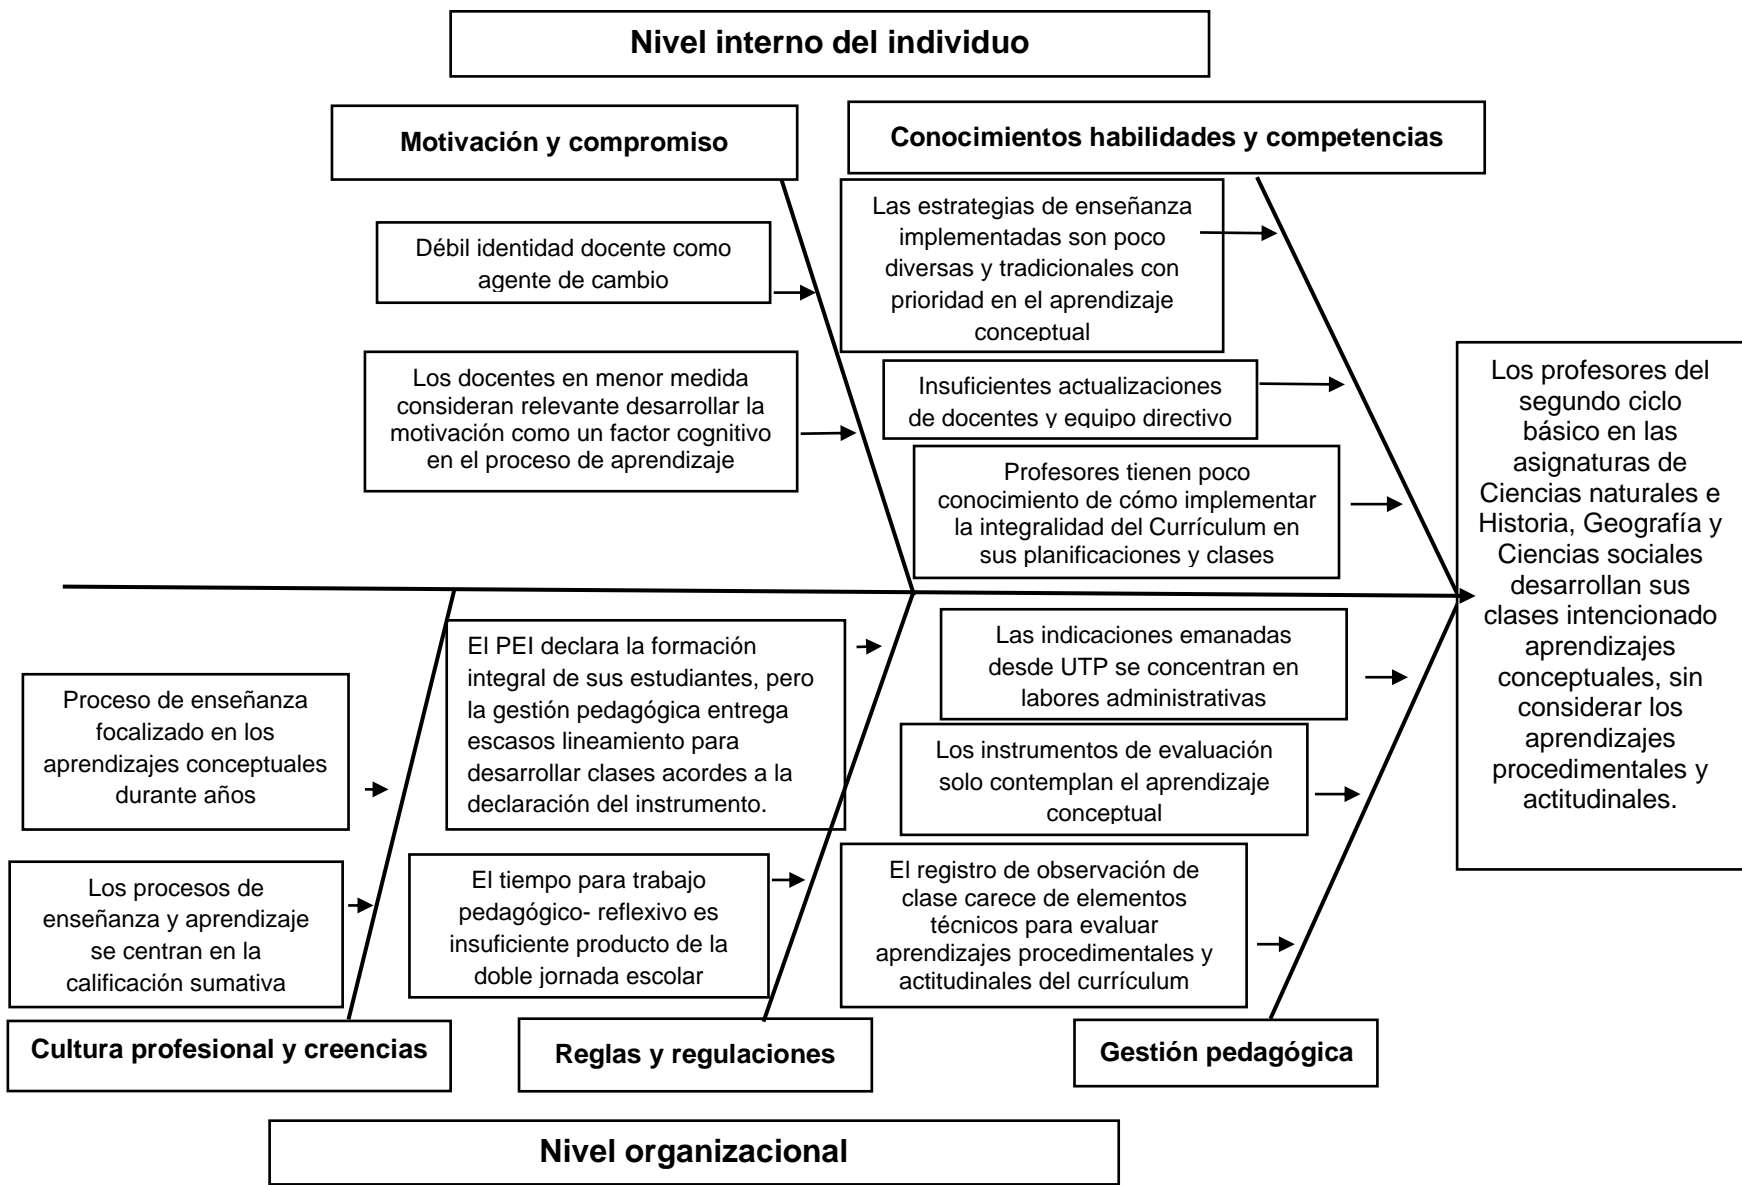 Nivel interno del individuo
Motivación y compromiso
Conocimientos habilidades y competencias
Débil identidad docente como
agente de cambio
Los docentes en menor medida
consideran relevante desarrollar la
motivación como un factor cognitivo
en el proceso de aprendizaje
Las estrategias de enseñanza
implementadas son poco
diversas y tradicionales con
prioridad en el aprendizaje
conceptual
Insuficientes actualizaciones
de docentes y equipo directivo
Profesores tienen poco
conocimiento de cómo implementar
la integralidad del Currículum en
sus planificaciones y clases
Los profesores del
segundo ciclo
básico en las
asignaturas de
Ciencias naturales e
Historia, Geografía y
Ciencias sociales
desarrollan sus
clases intencionado
aprendizajes
conceptuales, sin
considerar los
aprendizajes
procedimentales y
actitudinales.
Proceso de enseñanza
focalizado en los
aprendizajes conceptuales
durante años
Los procesos de
enseñanza y aprendizaje
se centran en la
calificación sumativa
El PEI declara la formación
integral de sus estudiantes, pero
la gestión pedagógica entrega
escasos lineamiento para
desarrollar clases acordes a la
declaración del instrumento.
El tiempo para trabajo
pedagógico- reflexivo es
insuficiente producto de la
doble jornada escolar
Las indicaciones emanadas
desde UTP se concentran en
labores administrativas
Los instrumentos de evaluación
solo contemplan el aprendizaje
conceptual
El registro de observación de
clase carece de elementos
técnicos para evaluar
aprendizajes procedimentales y
actitudinales del currículum
Cultura profesional y creencias
Reglas y regulaciones
Gestión pedagógica
Nivel organizacional